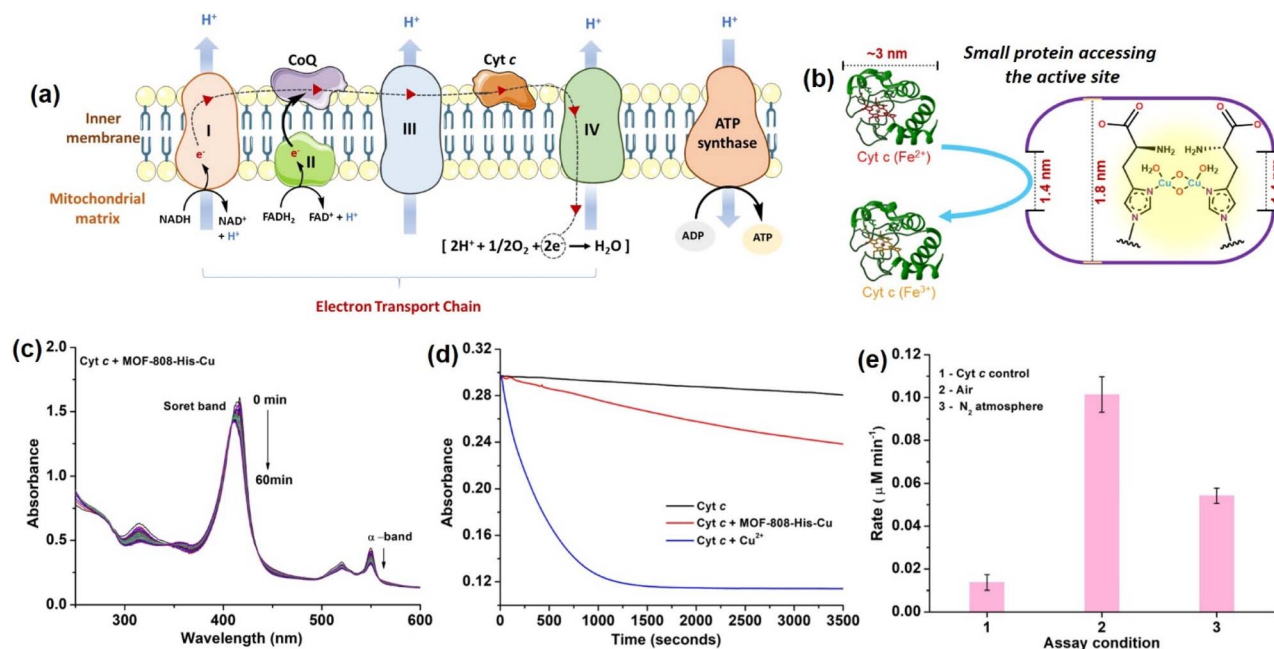 (a)
H⁺
H⁺
H⁺
H⁺
CoQ
Cyt c
Inner
membrane
I
II
III
IV
ATP
synthase
e⁻
e⁻
Mitochondrial
matrix
NADH
NAD⁺
+ H⁺
FADH₂
FAD⁺ + H⁺
ADP
ATP
[ 2H⁺ + 1/2O₂ + 2e⁻ → H₂O ]
Electron Transport Chain
(b)
~3 nm
Small protein accessing
the active site
Cyt c (Fe²⁺)
Cyt c (Fe³⁺)
1.4 nm
1.8 nm
O
O
O
O
NH₂
H₂N
H₂O
O
OH₂
Cu
Cu
O
N
N
N
N
(c)
Cyt c + MOF-808-His-Cu
Soret band
0 min
60min
α -band
2.0
1.5
1.0
0.5
0.0
Absorbance
300
400
500
600
Wavelength (nm)
(d)
0.32
0.28
0.24
0.20
0.16
0.12
Absorbance
Cyt c
Cyt c + MOF-808-His-Cu
Cyt c + Cu²⁺
0
500
1000
1500
2000
2500
3000
3500
Time (seconds)
(e)
1 - Cyt c control
2 - Air
3 - N₂ atmosphere
0.12
0.10
0.08
0.06
0.04
0.02
0.00
Rate ( μ M min⁻¹)
1
2
3
Assay condition